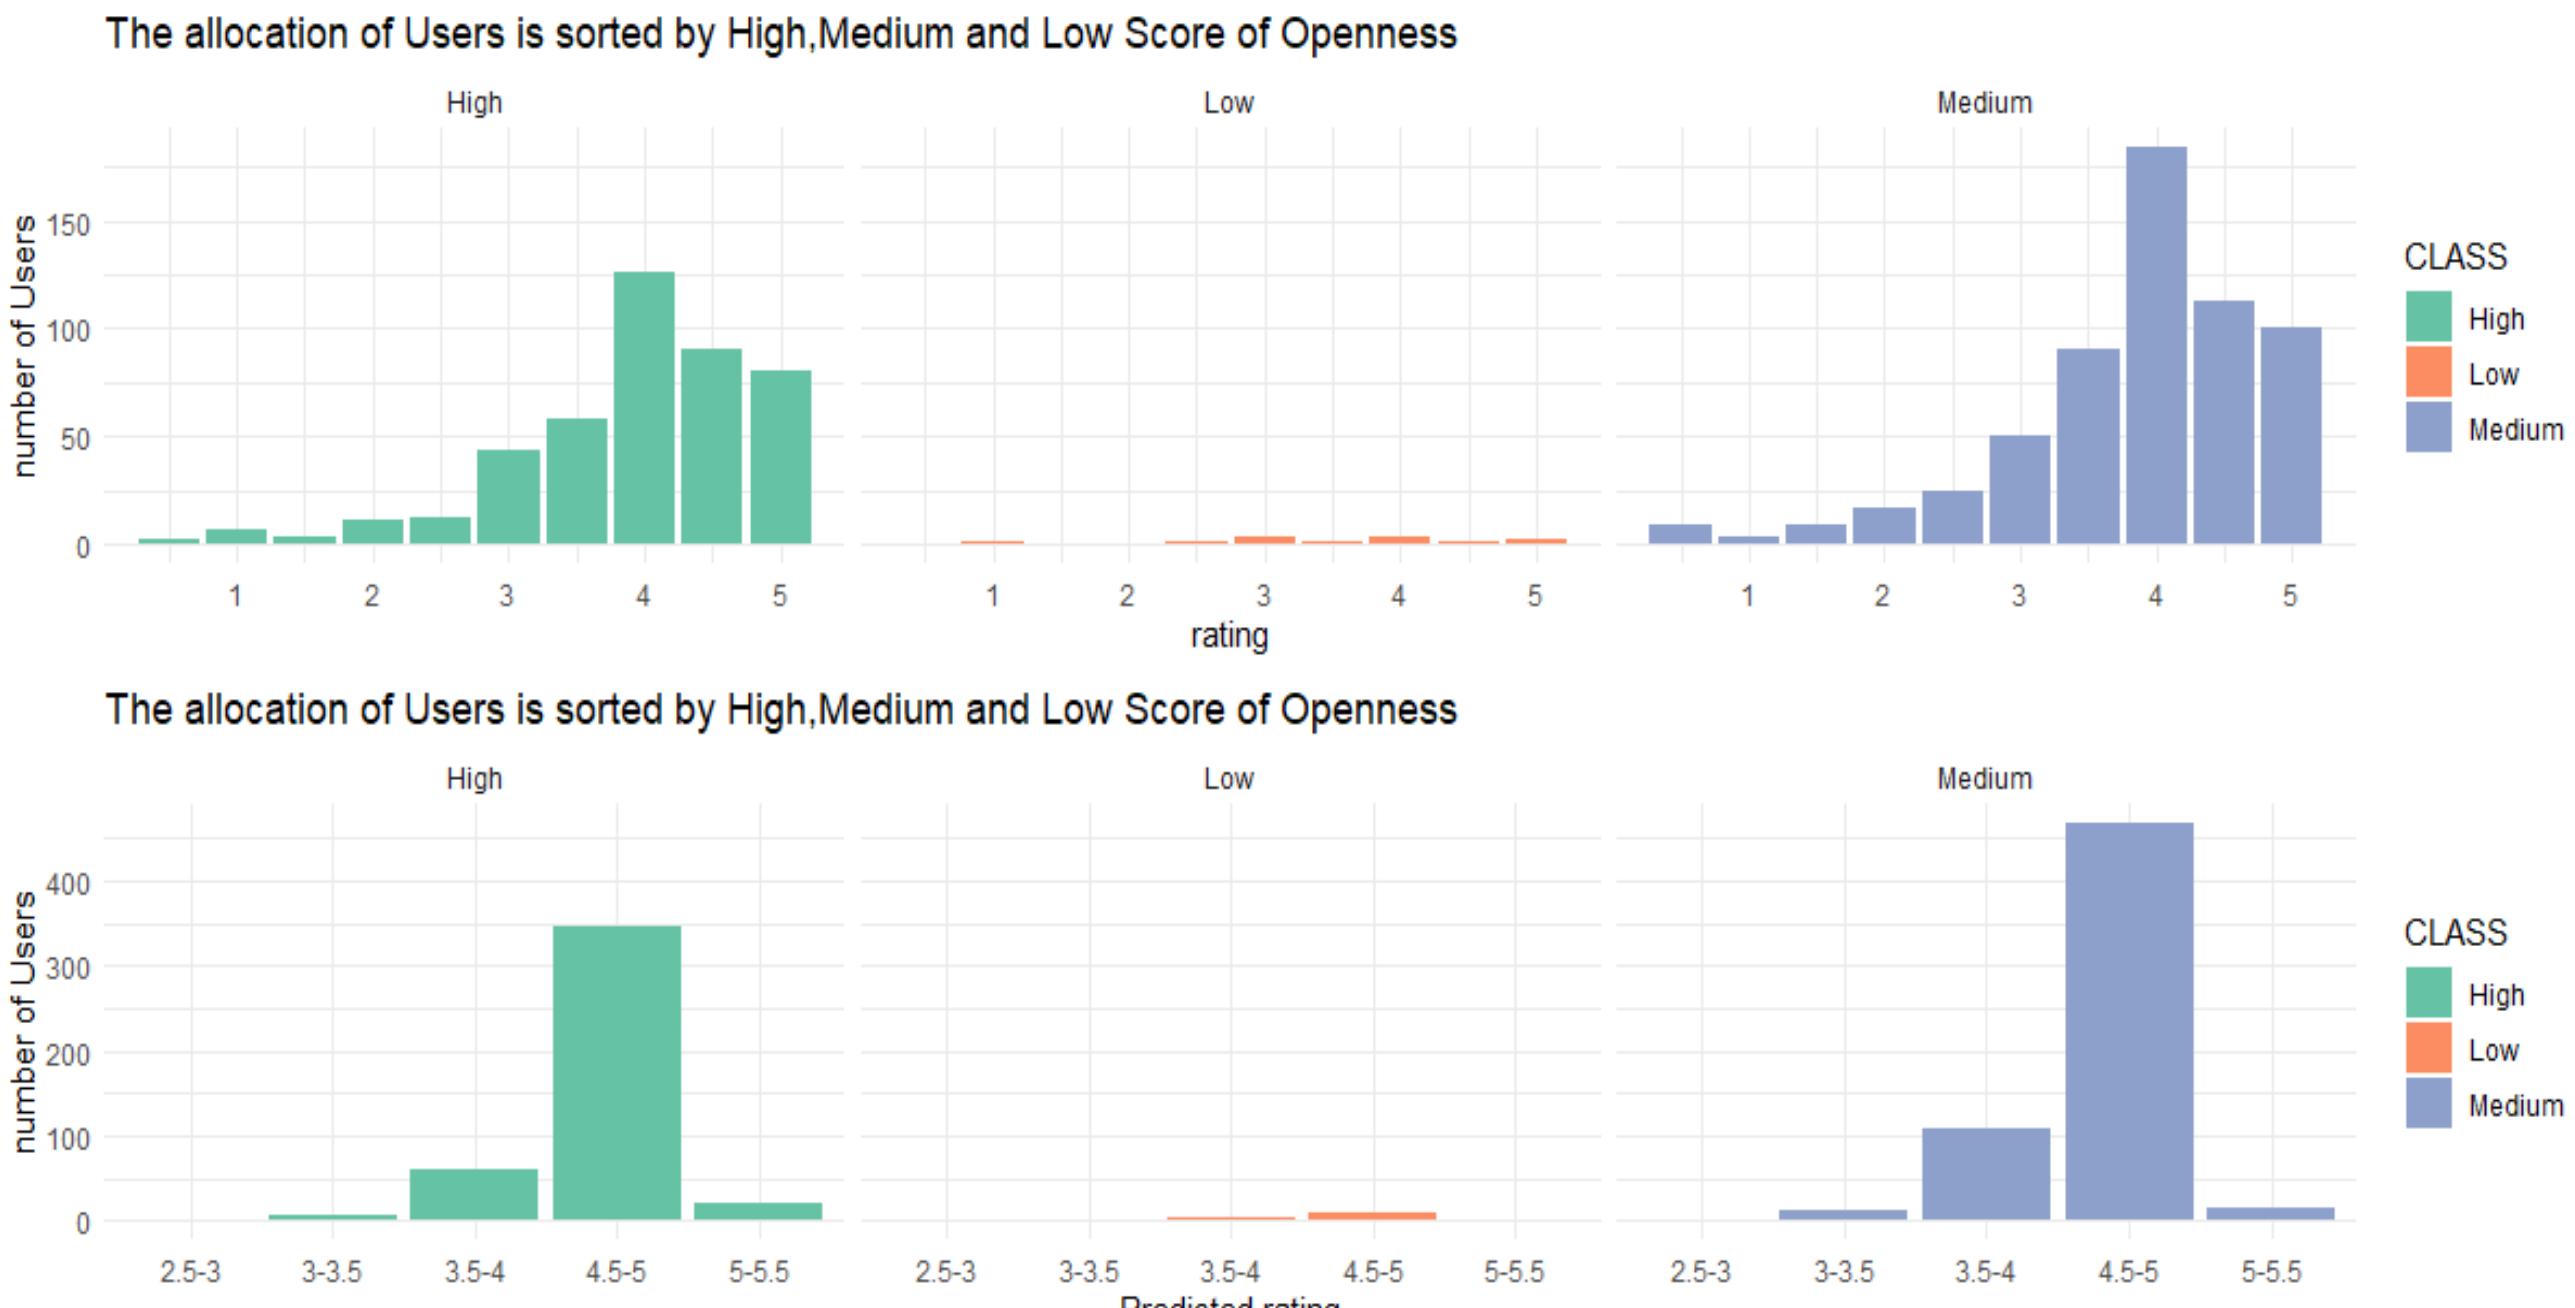 The allocation of Users is sorted by High,Medium and Low Score of Openness
High Low Medium
number of Users
150
100
50
0
1 2 3 4 5 1 2 3 4 5 1 2 3 4 5
rating
CLASS
High
Low
Medium
The allocation of Users is sorted by High,Medium and Low Score of Openness
High Low Medium
number of Users
400
300
200
100
0
2.5-3 3-3.5 3.5-4 4.5-5 5-5.5 2.5-3 3-3.5 3.5-4 4.5-5 5-5.5 2.5-3 3-3.5 3.5-4 4.5-5 5-5.5
Predicted rating
CLASS
High
Low
Medium